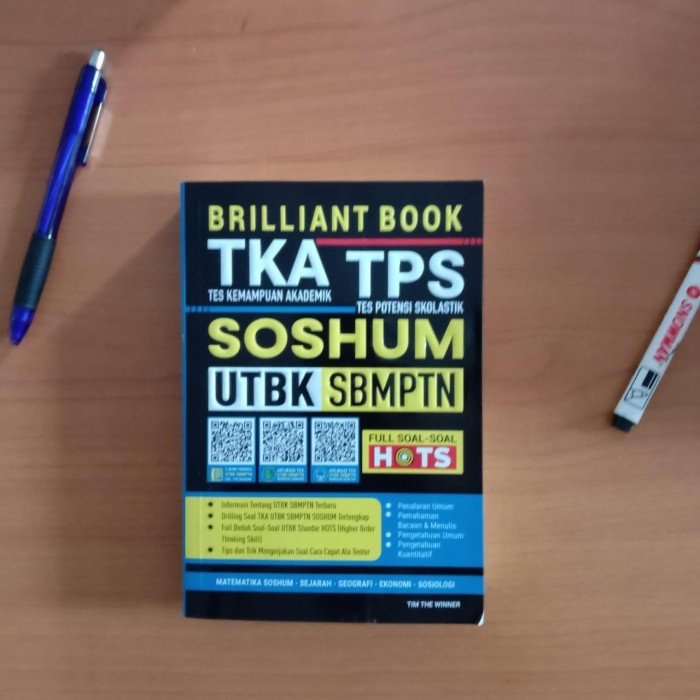 BRILLIANT BOOK
TKA
TES KEMAMPUAN AKADEMIK
TPS
TES POTENSI SKOLASTIK
SOSHUM
UTBK SBMPTN
FULL SOAL-SOAL
HOTS
Informasi Tentang UTBK SBMPTN Terbaru
Drilling Soal TKA UTBK SBMPTN SOSHUM Terlengkap
Full Bedah Soal-Soal UTBK Standar HOTS (Higher Order
Thinking Skill)
Tips dan Trik Mengerjakan Soal Cara Cepat Ala Tentor
Penalaran Umum
Pemahaman
Bacaan & Menulis
Pengetahuan Umum
Pengetahuan
Kuantitatif
MATEMATIKA SOSHUM - SEJARAH - GEOGRAFI - EKONOMI - SOSIOLOGI
TIM THE WINNER
SNOWMAN